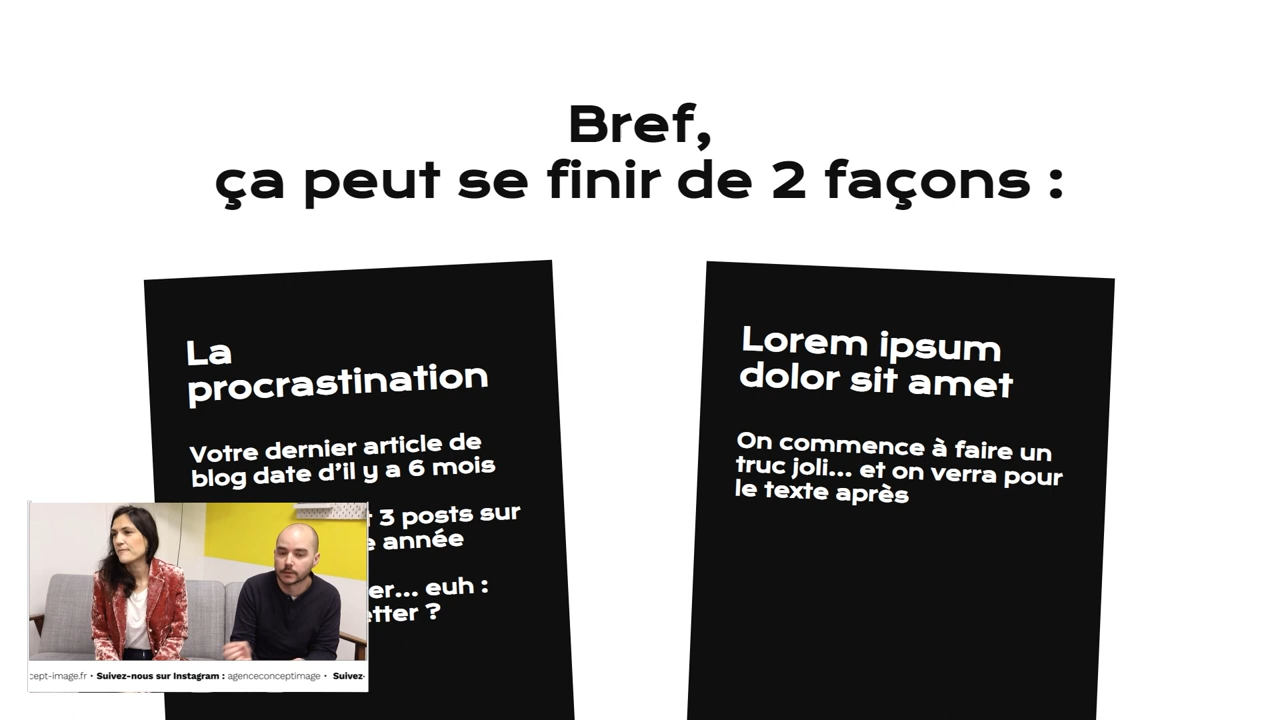 Bref,
ça peut se finir de 2 façons :
La
procrastination
Votre dernier article de
blog date d’il y a 6 mois
3 posts sur
année
euh :
?
Lorem ipsum
dolor sit amet
On commence à faire un
truc joli... et on verra pour
le texte après
cept-image.fr • Suivez-nous sur Instagram : agenceconceptimage • Suivez-